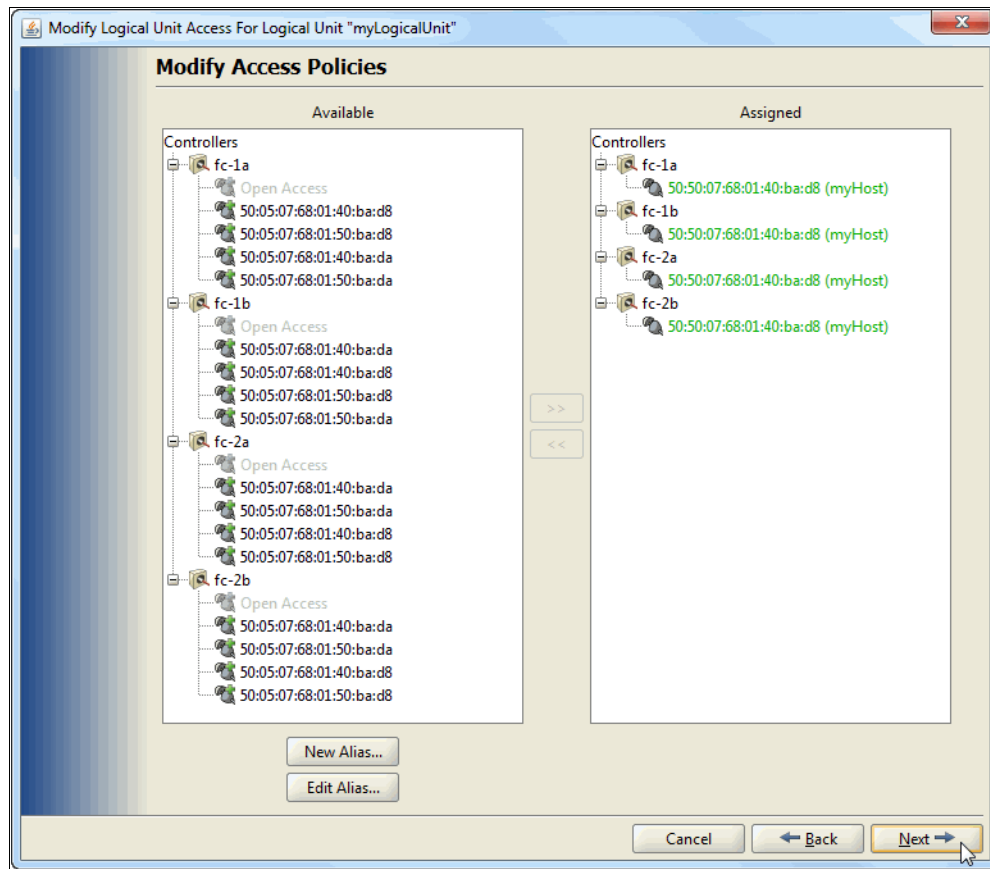 Modify Logical Unit Access For Logical Unit "myLogicalUnit"
x
Modify Access Policies
Available
Controllers
fc-1a
Open Access
50:05:07:68:01:40:ba:d8
50:05:07:68:01:50:ba:d8
50:05:07:68:01:40:ba:da
50:05:07:68:01:50:ba:da
fc-1b
Open Access
50:05:07:68:01:40:ba:da
50:05:07:68:01:40:ba:d8
50:05:07:68:01:50:ba:d8
50:05:07:68:01:50:ba:da
fc-2a
Open Access
50:05:07:68:01:40:ba:da
50:05:07:68:01:50:ba:da
50:05:07:68:01:40:ba:d8
50:05:07:68:01:50:ba:d8
fc-2b
Open Access
50:05:07:68:01:40:ba:da
50:05:07:68:01:50:ba:da
50:05:07:68:01:40:ba:d8
50:05:07:68:01:50:ba:d8
New Alias...
Edit Alias...
>>
<<
Assigned
Controllers
fc-1a
50:50:07:68:01:40:ba:d8 (myHost)
fc-1b
50:50:07:68:01:40:ba:d8 (myHost)
fc-2a
50:50:07:68:01:40:ba:d8 (myHost)
fc-2b
50:50:07:68:01:40:ba:d8 (myHost)
Cancel
Back
Next